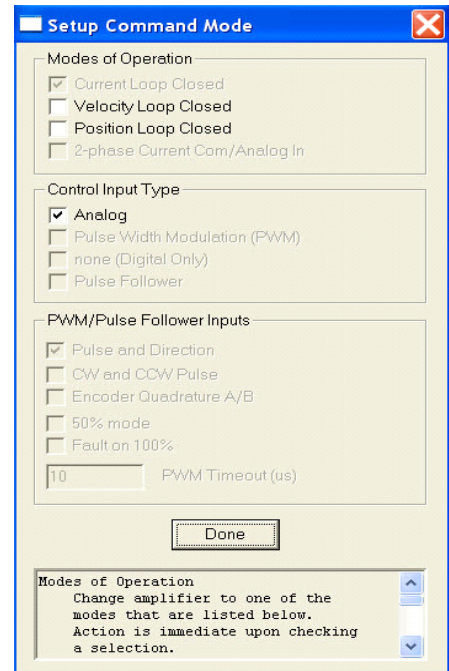 Setup Command Mode
Modes of Operation
Current Loop Closed
Velocity Loop Closed
Position Loop Closed
2-phase Current Com/Analog In
Control Input Type
Analog
Pulse Width Modulation (PWM)
none (Digital Only)
Pulse Follower
PWM/Pulse Follower Inputs
Pulse and Direction
CW and CCW Pulse
Encoder Quadrature A/B
50% mode
Fault on 100%
10 PWM Timeout (us)
Done
Modes of Operation
Change amplifier to one of the
modes that are listed below.
Action is immediate upon checking
a selection.